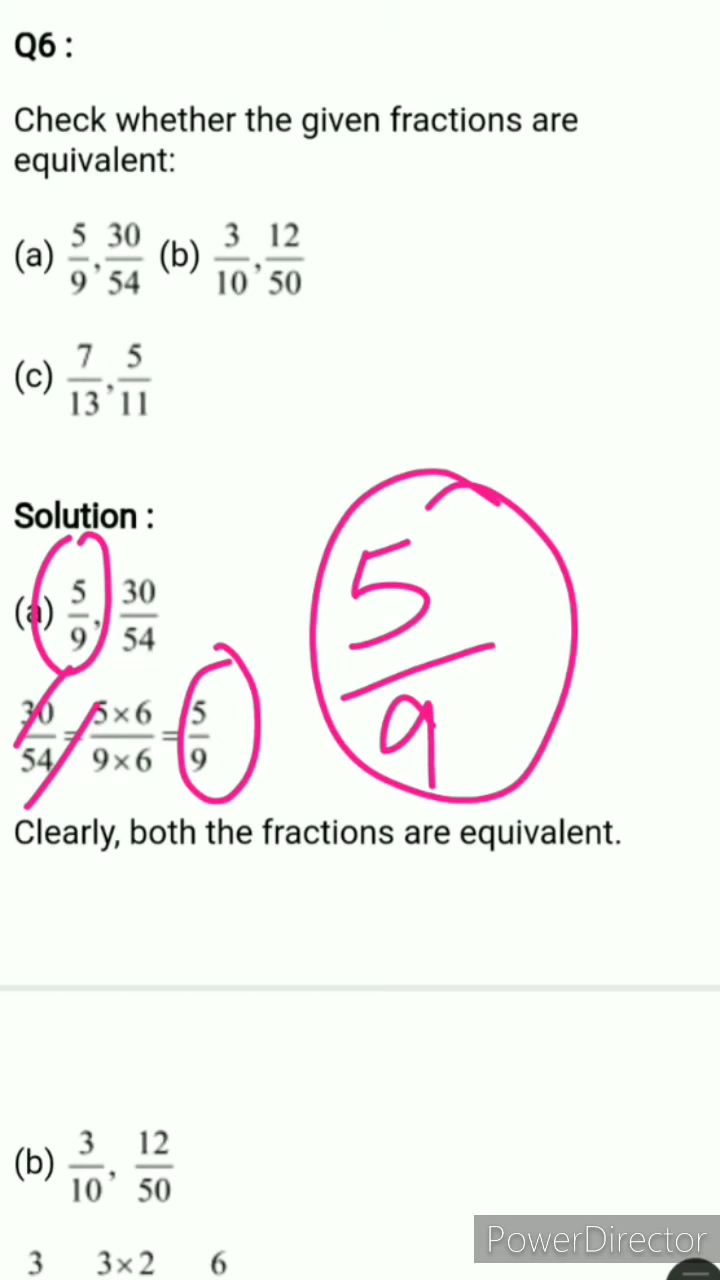 Q6 :
Check whether the given fractions are
equivalent:
(a) 5/9, 30/54 (b) 3/10, 12/50
(c) 7/13, 5/11
Solution :
(a) 5/9, 30/54
5/9
30/54 = 5×6/9×6 = 5/9
Clearly, both the fractions are equivalent.
(b) 3/10, 12/50
3 3×2 6
PowerDirector